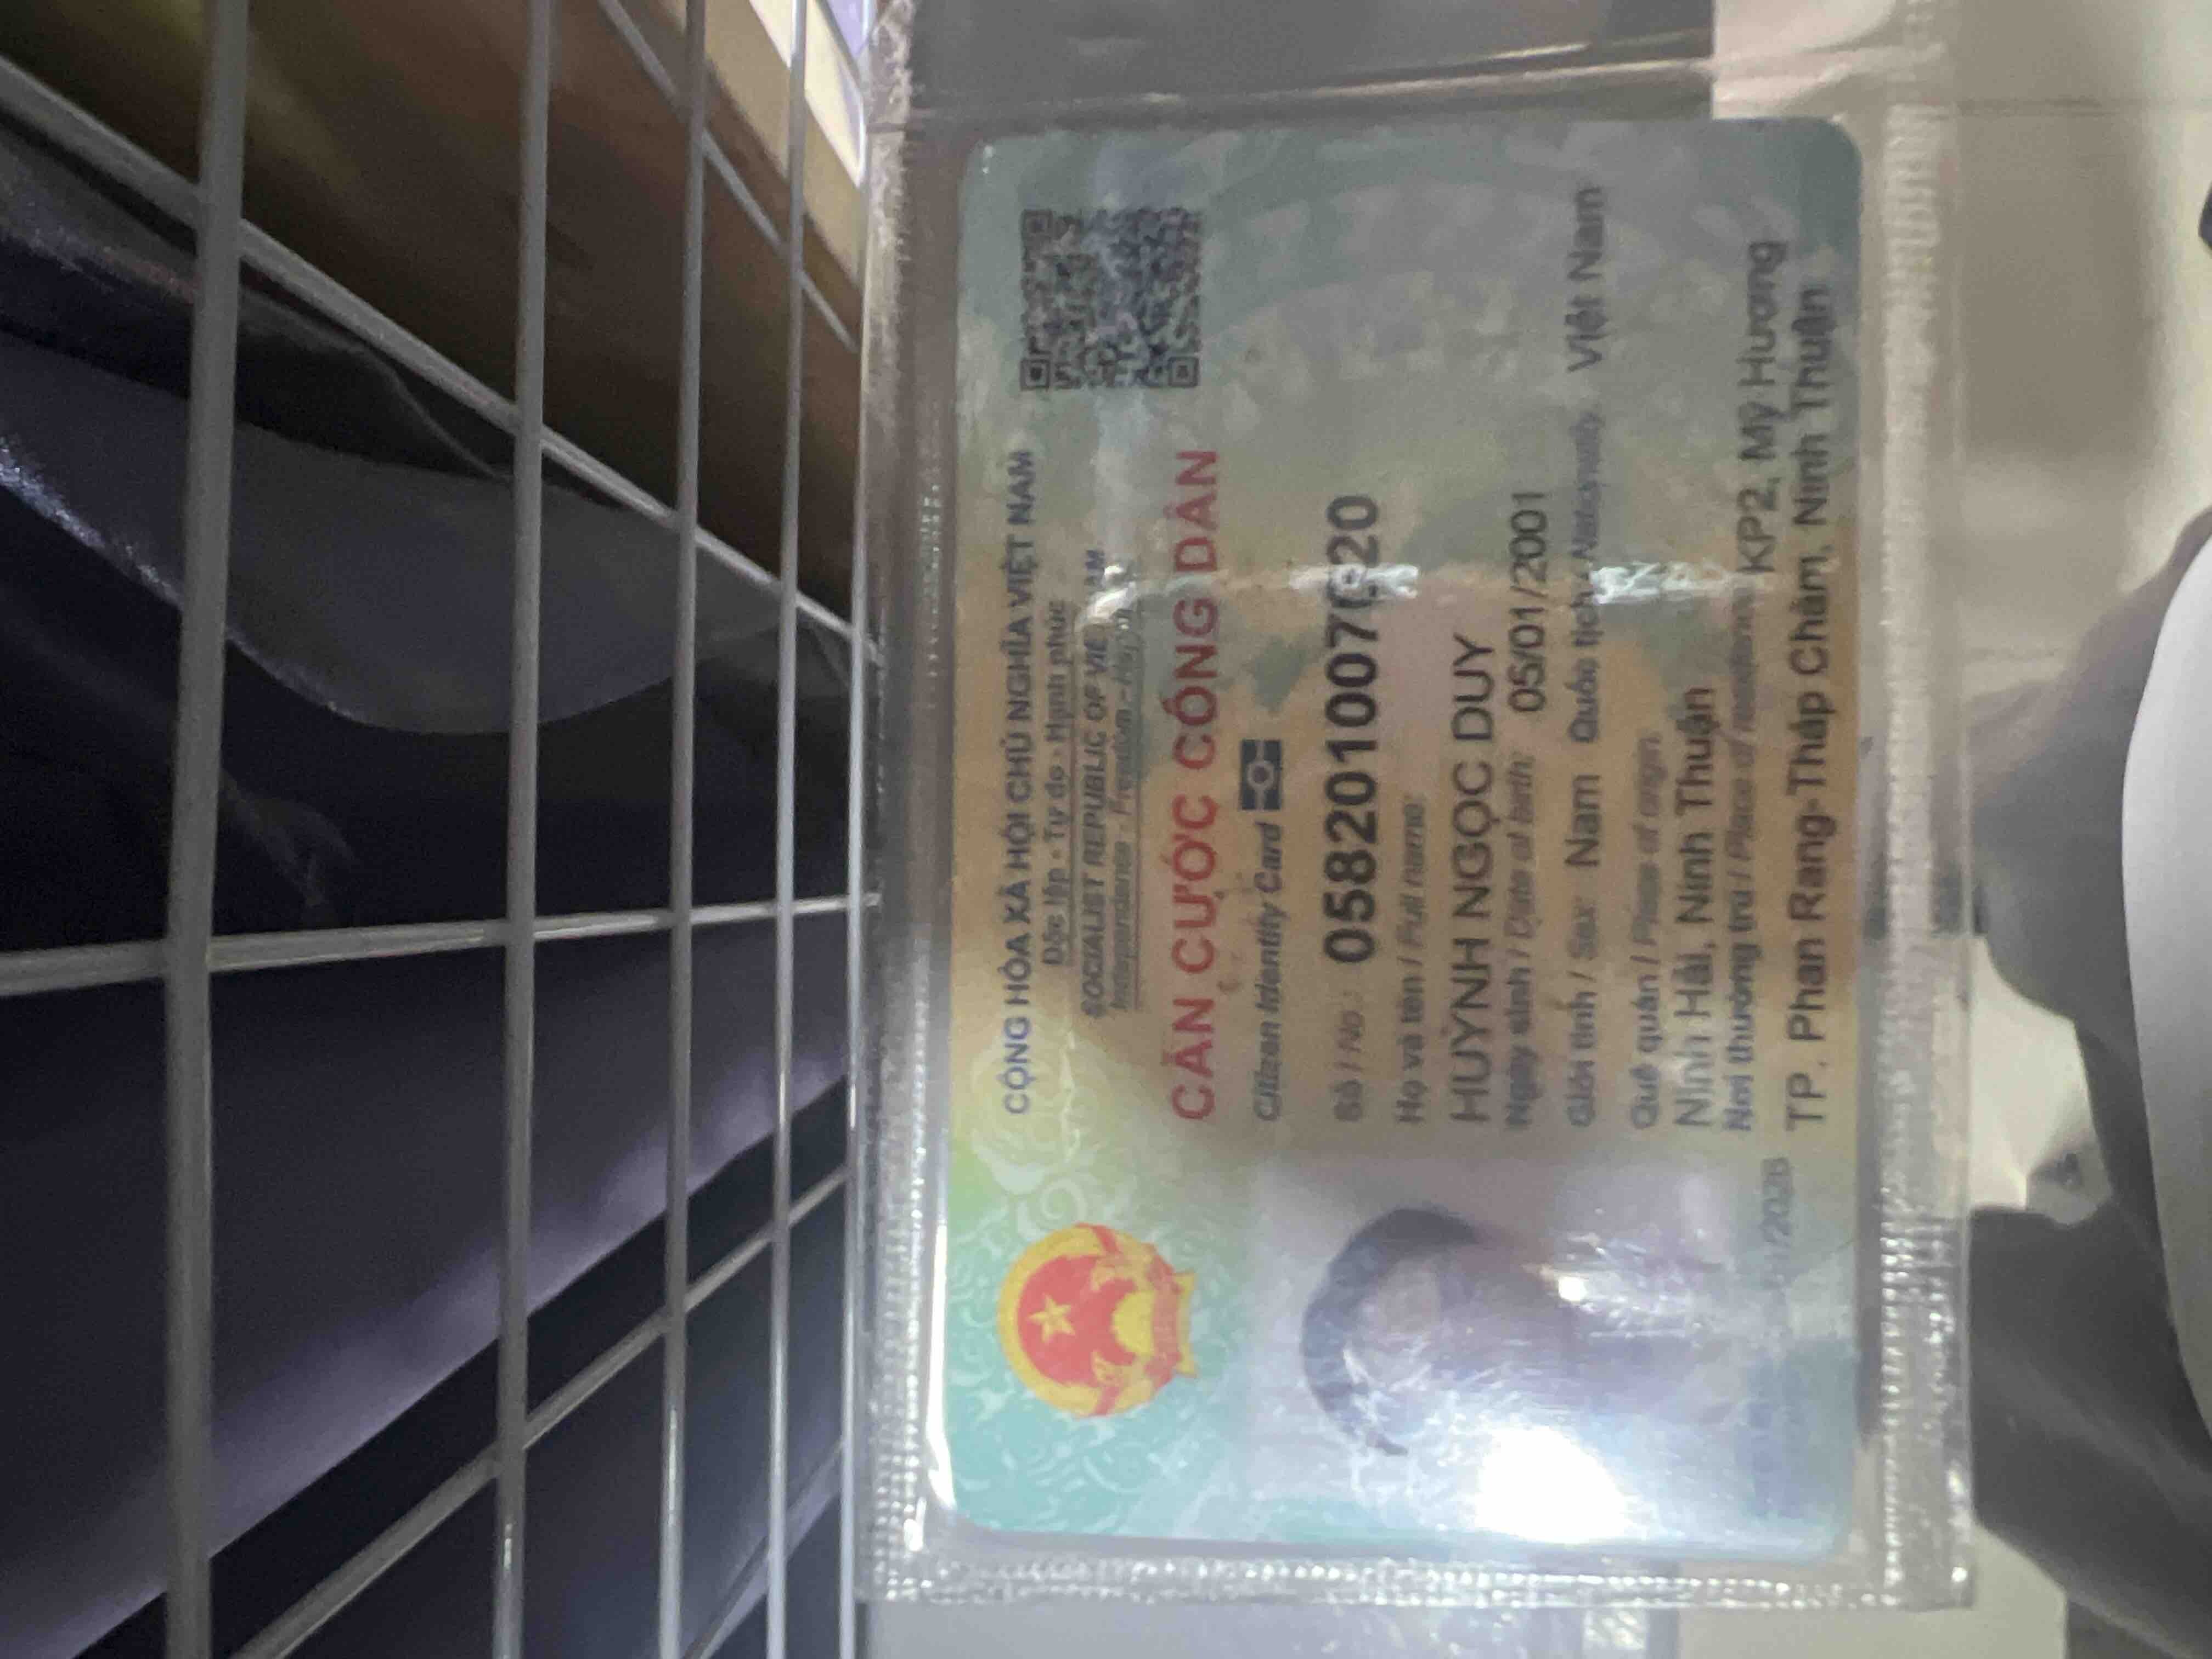 CỘNG HÒA XÃ HỘI CHỦ NGHĨA VIỆT NAM
Độc lập - Tự do - Hạnh phúc
SOCIALIST REPUBLIC OF
Independence - Freedom -
CĂN CƯỚC CÔNG DÂN
Citizen Identity Card
Số / No.:
Họ và tên / Full name:
HUỲNH NGỌC DUY
Ngày sinh / Date of birth: 05/01/2001
Giới tính / Sex: Nam Quốc tịch / Nationality: Việt Nam
Quê quán / Place of origin:
Ninh Hải, Ninh Thuận
Nơi thường trú / Place of residence: KP2, Mỹ Hương
TP. Phan Rang-Tháp Chàm, Ninh Thuận